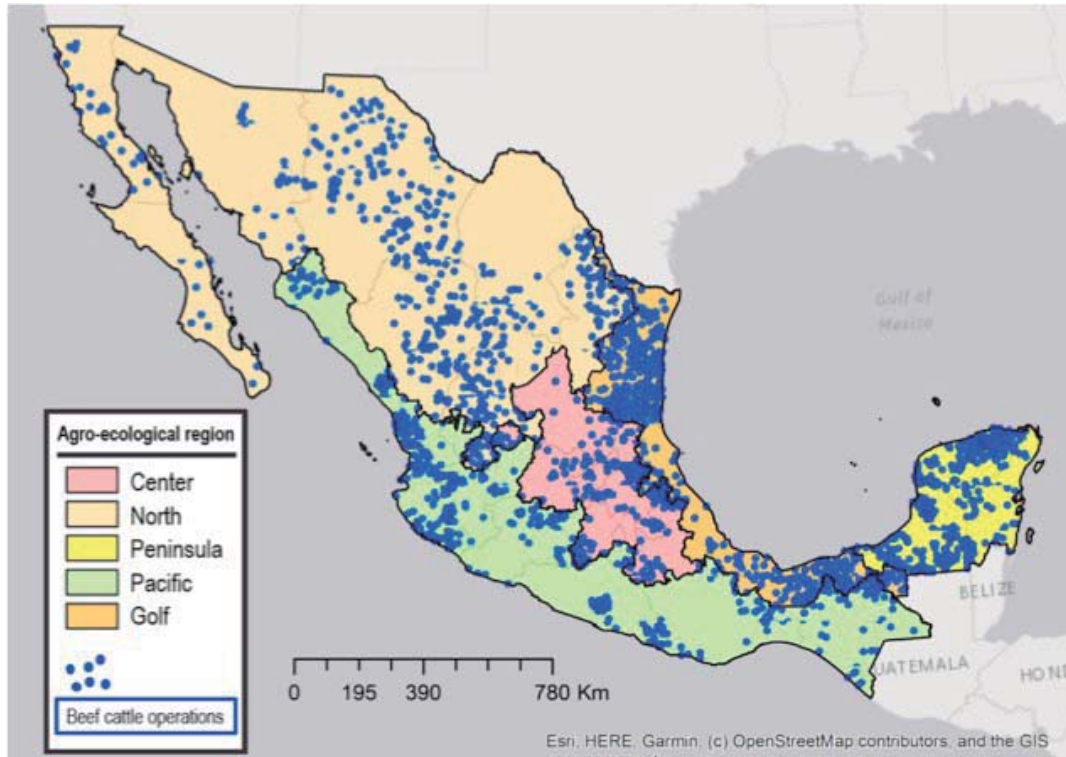 Gulf of
Mexico
Agro-ecological region
Center
North
Peninsula
Pacific
Golf
Beef cattle operations
0 195 390 780 Km
BELIZE
GUATEMALA
HOND
Esri, HERE, Garmin, (c) OpenStreetMap contributors, and the GIS